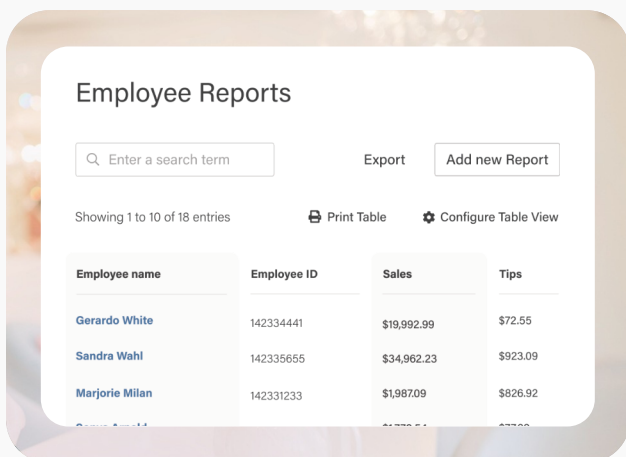 Employee Reports
Enter a search term Export Add new Report
Showing 1 to 10 of 18 entries Print Table Configure Table View
Employee name Employee ID Sales Tips
Gerardo White 142334441 $19,992.99 $72.55
Sandra Wahl 142335655 $34,962.23 $923.09
Marjorie Milan 142331233 $1,987.09 $826.92